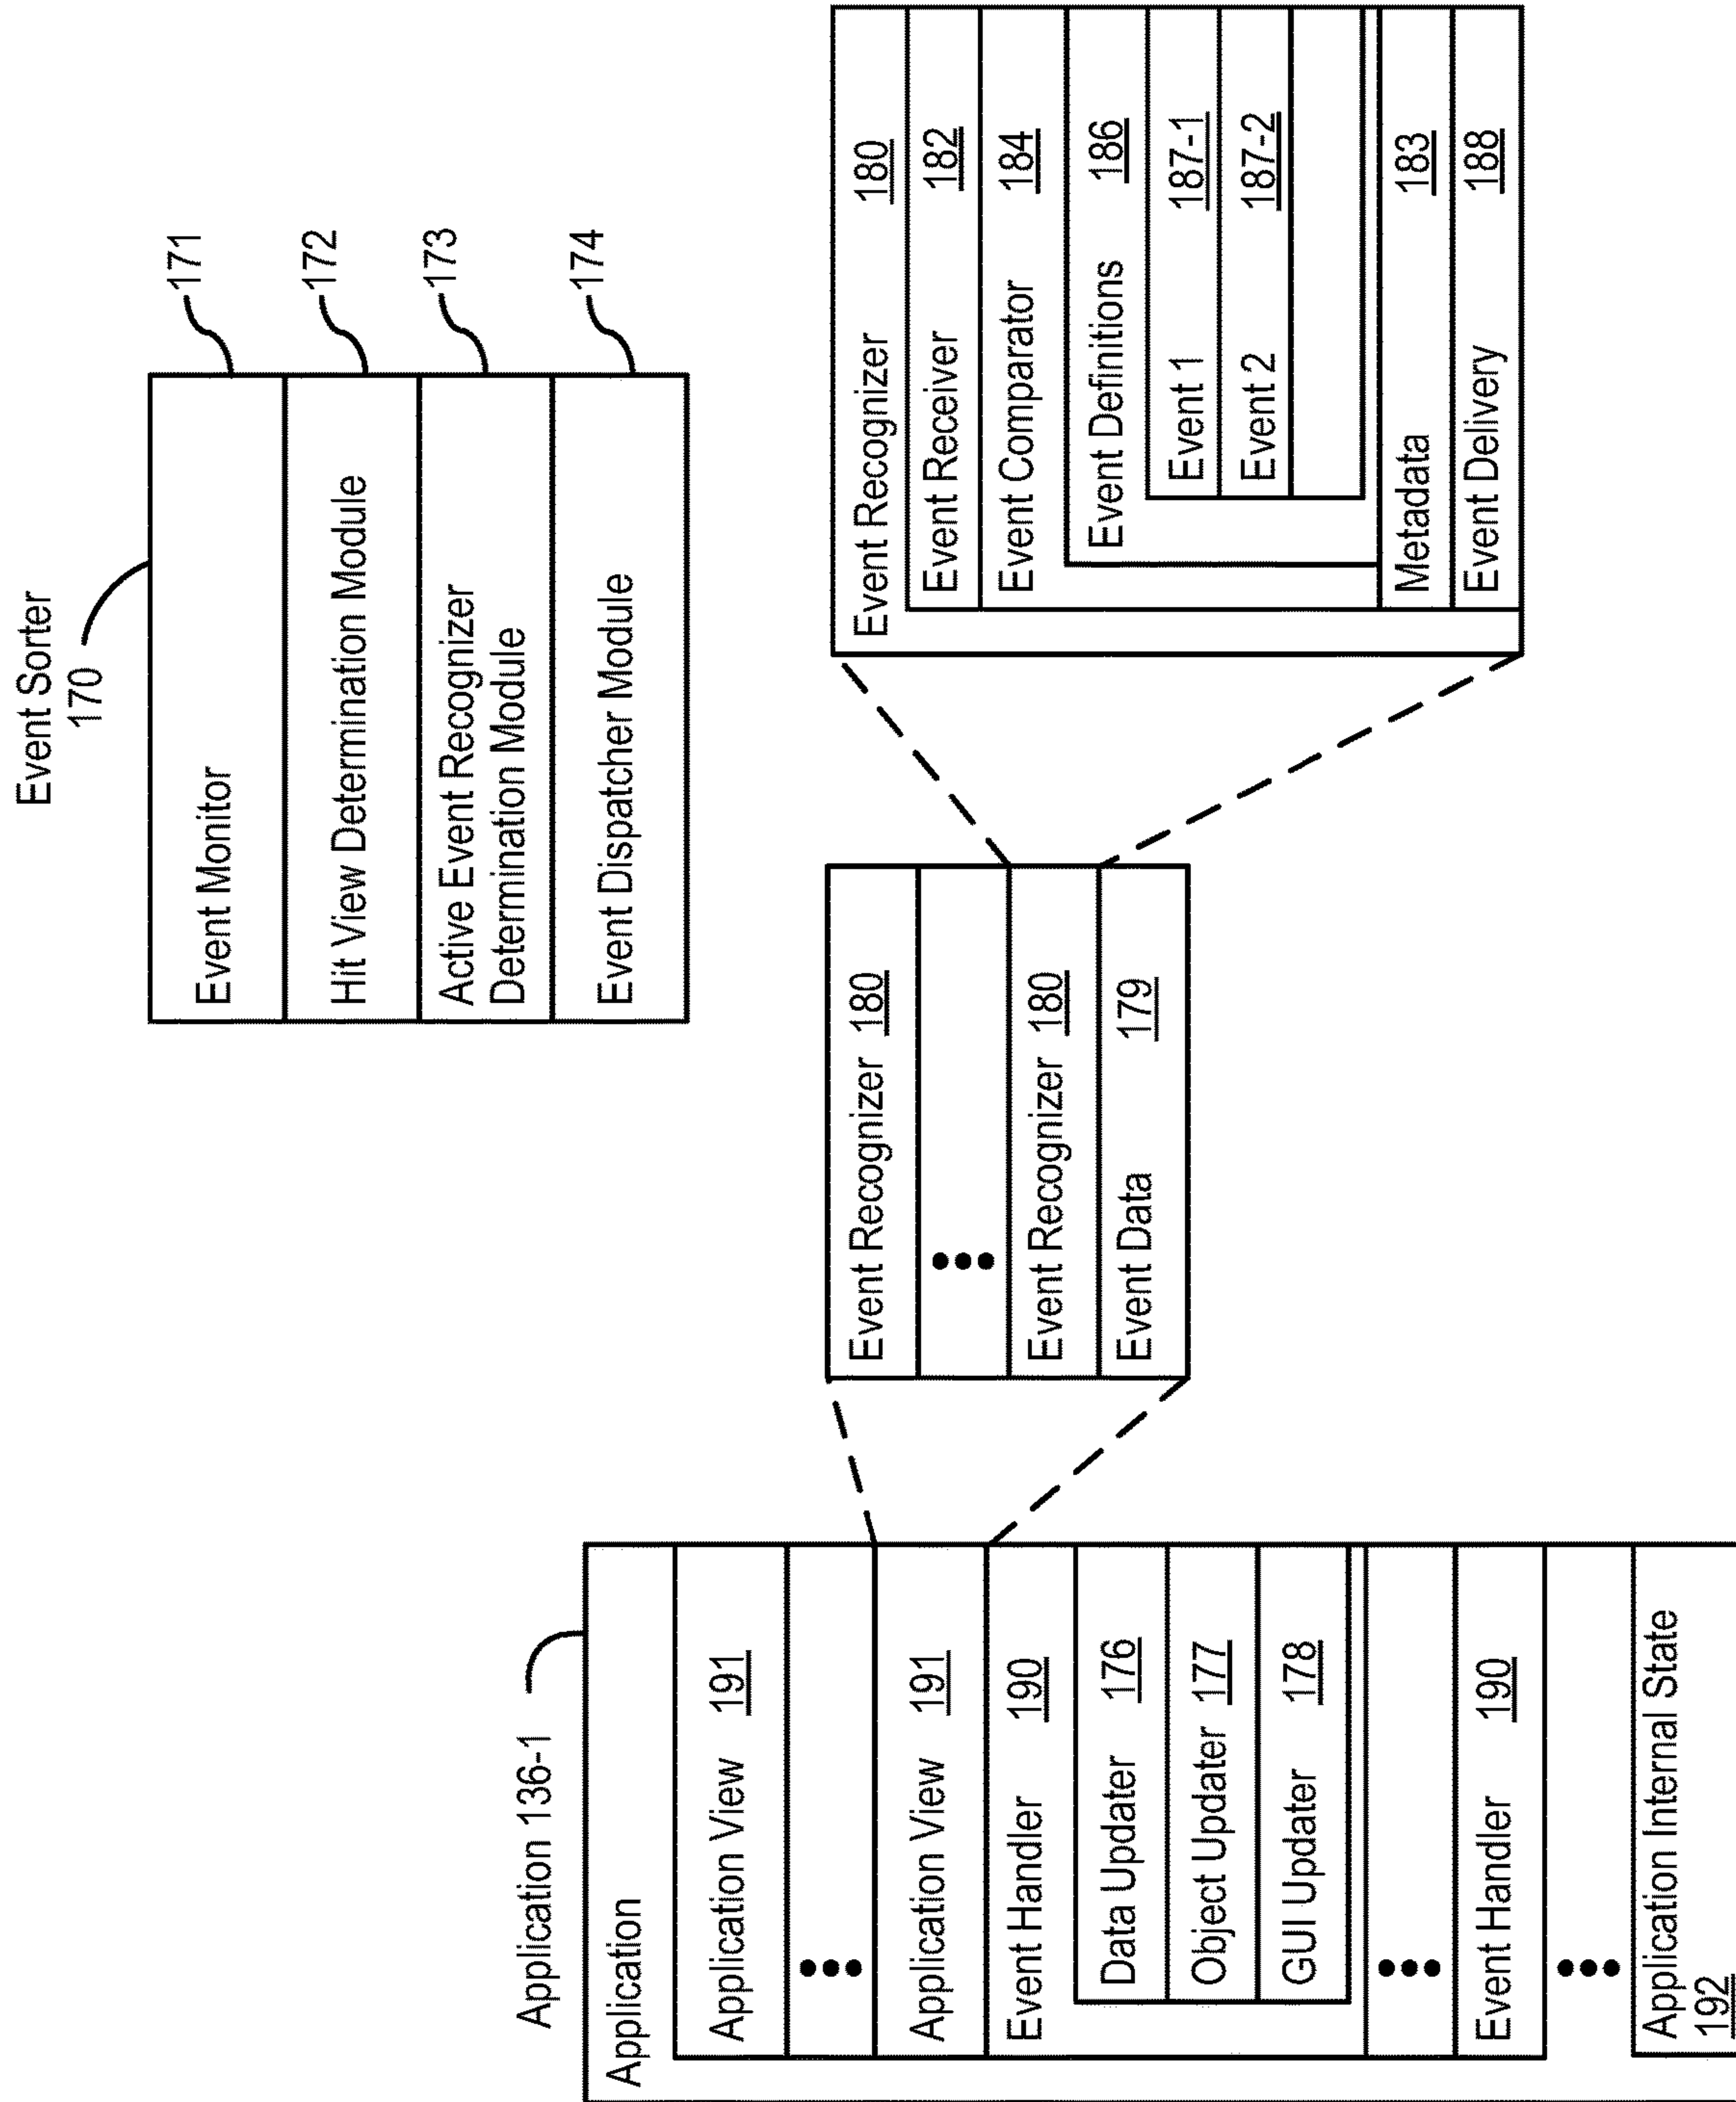 Event Sorter
170
Event Monitor
171
Hit View Determination Module
172
Active Event Recognizer
Determination Module
173
Event Dispatcher Module
174
Application 136-1
Application
Application View 191
Application View 191
Event Handler 190
Data Updater 176
Object Updater 177
GUI Updater 178
Event Handler 190
Application Internal State
192
Event Recognizer 180
Event Recognizer 180
Event Data 179
Event Recognizer 180
Event Receiver 182
Event Comparator 184
Event Definitions 186
Event 1 187-1
Event 2 187-2
Metadata 183
Event Delivery 188